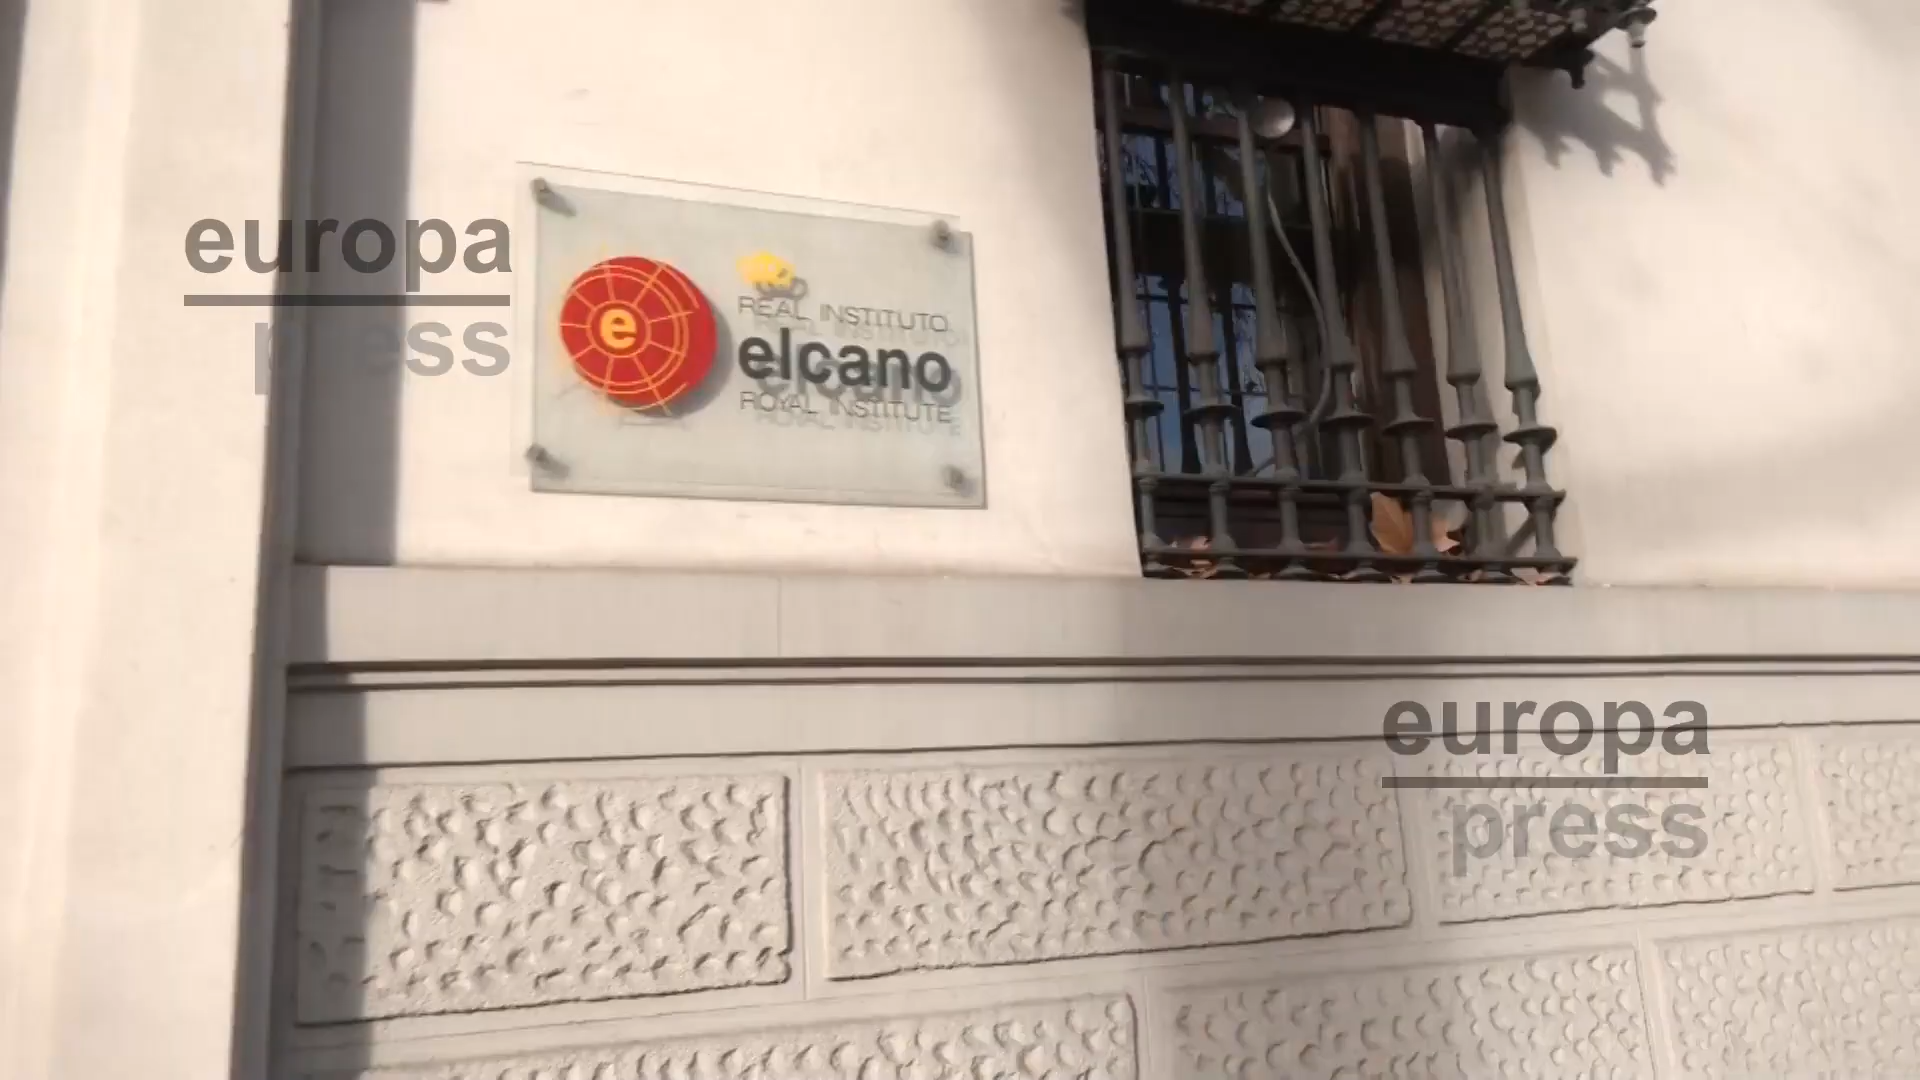 europa
press
e
REAL INSTITUTO
elcano
ROYAL INSTITUTE
europa
press